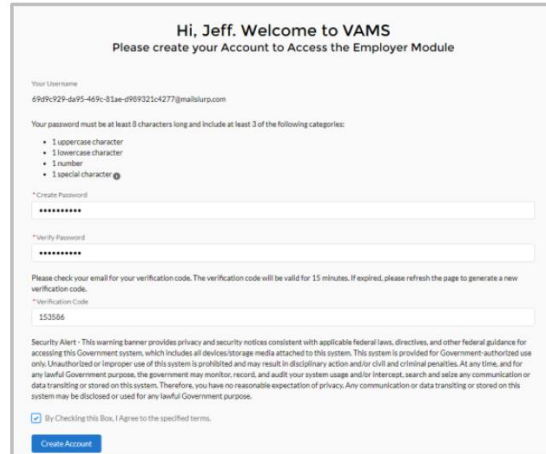 Hi, Jeff. Welcome to VAMS
Please create your Account to Access the Employer Module
Your Username
69d9c929-da95-469c-81ae-d989321c4277@mailslurp.com
Your password must be at least 8 characters long and include at least 3 of the following categories:
• 1 uppercase character
• 1 lowercase character
• 1 number
• 1 special character
*Create Password
••••••••••
*Verify Password
••••••••••
Please check your email for your verification code. The verification code will be valid for 15 minutes. If expired, please refresh the page to generate a new
verification code.
*Verification Code
153586
Security Alert - This warning banner provides privacy and security notices consistent with applicable federal laws, directives, and other federal guidance for
accessing this Government system, which includes all devices/storage media attached to this system. This system is provided for Government-authorized use
only. Unauthorized or improper use of this system is prohibited and may result in disciplinary action and/or civil and criminal penalties. At any time, and for
any lawful Government purpose, the government may monitor, record, and audit your system usage and/or intercept, search and seize any communication or
data transiting or stored on this system. Therefore, you have no reasonable expectation of privacy. Any communication or data transiting or stored on this
system may be disclosed or used for any lawful Government purpose.
By Checking this Box, I Agree to the specified terms.
Create Account